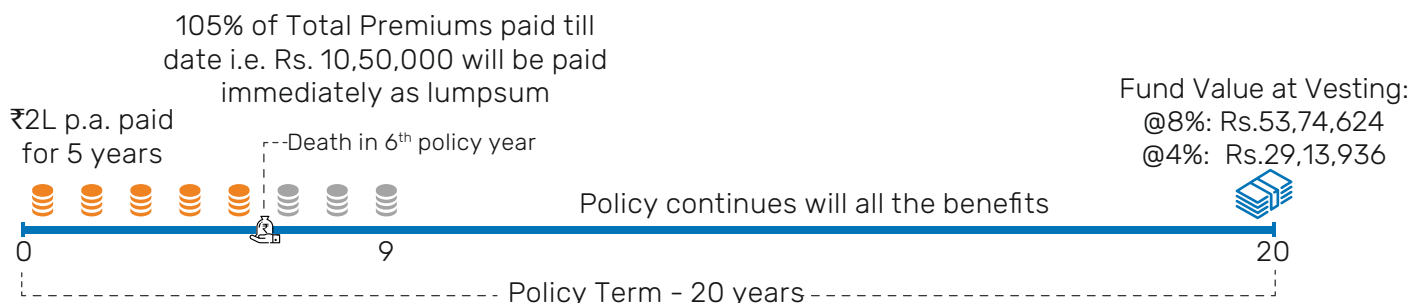 105% of Total Premiums paid till
date i.e. Rs. 10,50,000 will be paid
immediately as lumpsum
₹2L p.a. paid
for 5 years
Death in 6th policy year
Fund Value at Vesting:
@8%: Rs.53,74,624
@4%: Rs.29,13,936
₹
Policy continues will all the benefits
0
9
20
Policy Term - 20 years